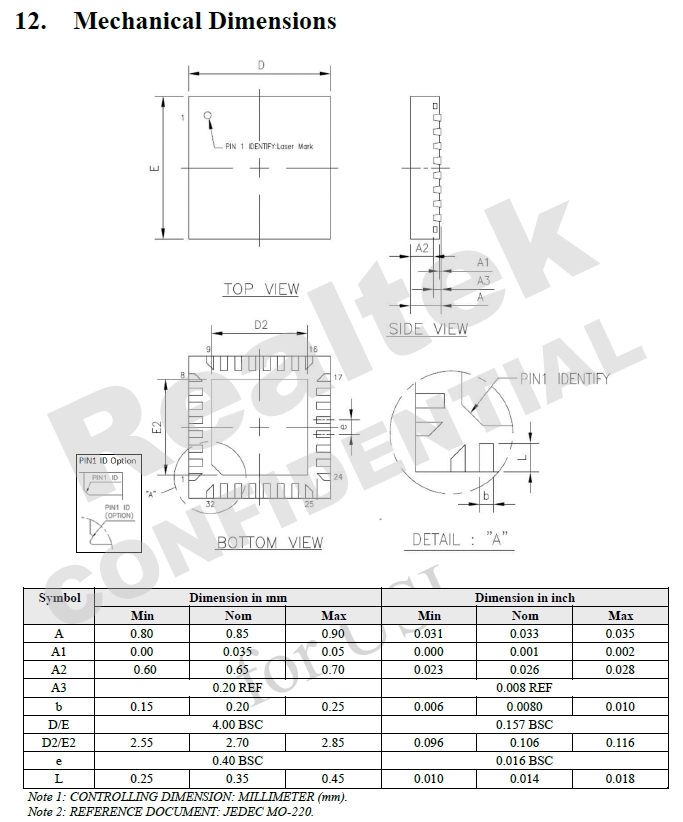 12. Mechanical Dimensions
D
1
PIN 1 IDENTIFY:Laser Mark
E
A2
A1
A3
A
TOP VIEW
SIDE VIEW
D2
9
16
8
17
E2
e
1
24
"A"
32
25
BOTTOM VIEW
PIN1 ID Option
PIN1 ID
PIN1 ID
(OPTION)
PIN1 IDENTIFY
L
b
DETAIL : "A"
Realtek
CONFIDENTIAL
for USI
Symbol Dimension in mm Dimension in inch
Min Nom Max Min Nom Max
A 0.80 0.85 0.90 0.031 0.033 0.035
A1 0.00 0.035 0.05 0.000 0.001 0.002
A2 0.60 0.65 0.70 0.023 0.026 0.028
A3 0.20 REF 0.008 REF
b 0.15 0.20 0.25 0.006 0.0080 0.010
D/E 4.00 BSC 0.157 BSC
D2/E2 2.55 2.70 2.85 0.096 0.106 0.116
e 0.40 BSC 0.016 BSC
L 0.25 0.35 0.45 0.010 0.014 0.018
Note 1: CONTROLLING DIMENSION: MILLIMETER (mm).
Note 2: REFERENCE DOCUMENT: JEDEC MO-220.